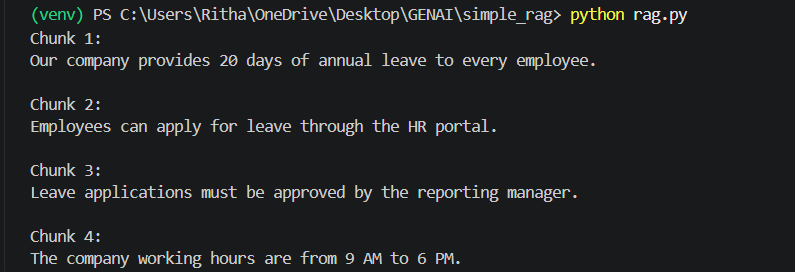 (venv) PS C:\Users\Ritha\OneDrive\Desktop\GENAI\simple_rag> python rag.py
Chunk 1:
Our company provides 20 days of annual leave to every employee.
Chunk 2:
Employees can apply for leave through the HR portal.
Chunk 3:
Leave applications must be approved by the reporting manager.
Chunk 4:
The company working hours are from 9 AM to 6 PM.